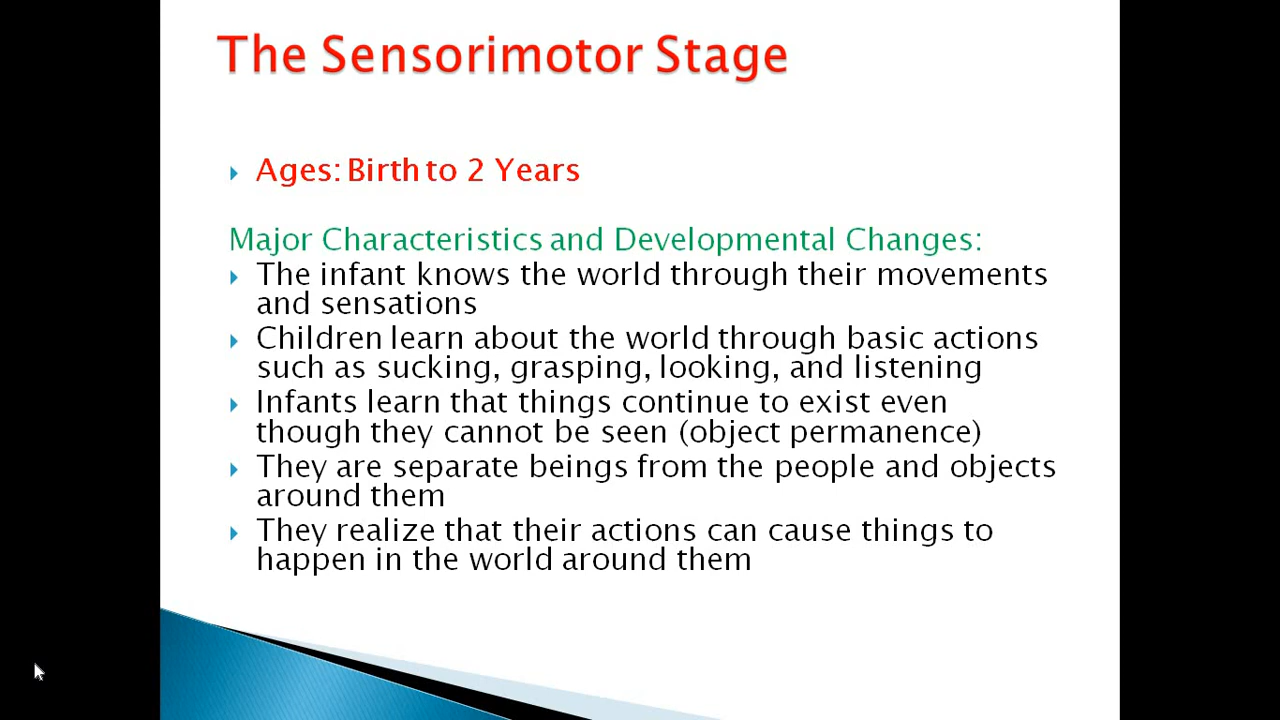 The Sensorimotor Stage
Ages: Birth to 2 Years
Major Characteristics and Developmental Changes:
The infant knows the world through their movements
and sensations
Children learn about the world through basic actions
such as sucking, grasping, looking, and listening
Infants learn that things continue to exist even
though they cannot be seen (object permanence)
They are separate beings from the people and objects
around them
They realize that their actions can cause things to
happen in the world around them